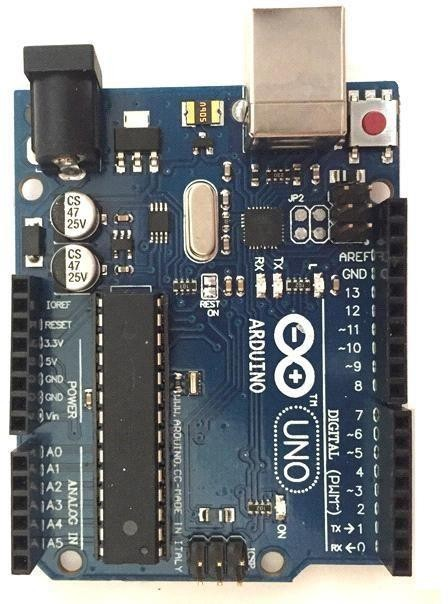 5061
CS
47
25V
CS
47
25V
JP2
RX
TX
L
REST
ON
ARDUINO
TM
UNO
WWW.ARDUINO.CC-MADE IN ITALY
IOREF
RESET
3.3V
5V
GND
GND
Vin
POWER
A0
A1
A2
A3
A4
A5
ANALOG IN
AREF
GND
13
12
~11
~10
~9
8
7
~6
~5
4
~3
2
TX→1
RX←0
DIGITAL (PWM~)
ON
ICSP